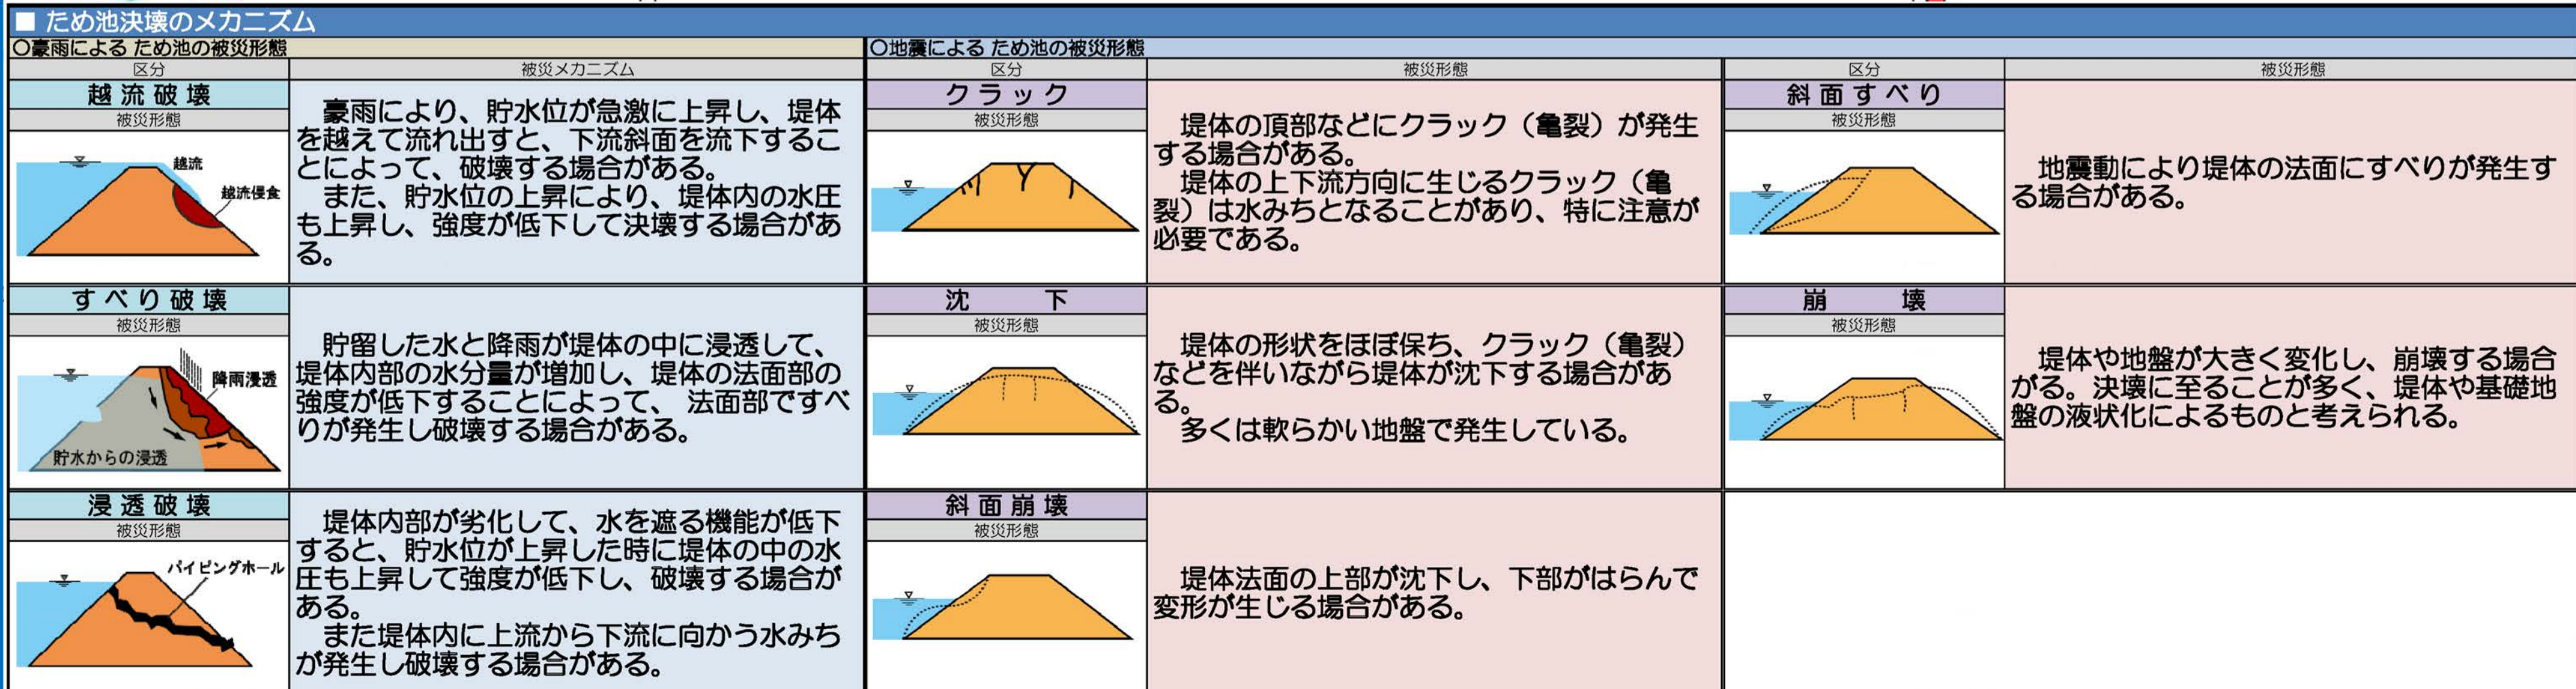 ■ ため池決壊のメカニズム
〇豪雨による ため池の被災形態
区分
被災メカニズム
越流破壊
被災形態
越流
越流侵食
豪雨により、貯水位が急激に上昇し、堤体
を越えて流れ出すと、下流斜面を流下するこ
とによって、破壊する場合がある。
また、貯水位の上昇により、堤体内の水圧
も上昇し、強度が低下して決壊する場合があ
る。
すべり破壊
被災形態
降雨浸透
貯水からの浸透
貯留した水と降雨が堤体の中に浸透して、
堤体内部の水分量が増加し、堤体の法面部の
強度が低下することによって、 法面部ですべ
りが発生し破壊する場合がある。
浸透破壊
被災形態
パイピングホール
堤体内部が劣化して、水を遮る機能が低下
すると、貯水位が上昇した時に堤体の中の水
圧も上昇して強度が低下し、破壊する場合が
ある。
また堤体内に上流から下流に向かう水みち
が発生し破壊する場合がある。
〇地震による ため池の被災形態
区分
被災形態
クラック
被災形態
堤体の頂部などにクラック（亀裂）が発生
する場合がある。
堤体の上下流方向に生じるクラック（亀
裂）は水みちとなることがあり、特に注意が
必要である。
沈 下
被災形態
堤体の形状をほぼ保ち、クラック（亀裂）
などを伴いながら堤体が沈下する場合があ
る。
多くは軟らかい地盤で発生している。
斜面崩壊
被災形態
堤体法面の上部が沈下し、下部がはらんで
変形が生じる場合がある。
区分
被災形態
斜面すべり
被災形態
地震動により堤体の法面にすべりが発生す
る場合がある。
崩 壊
被災形態
堤体や地盤が大きく変化し、崩壊する場合
がる。決壊に至ることが多く、堤体や基礎地
盤の液状化によるものと考えられる。